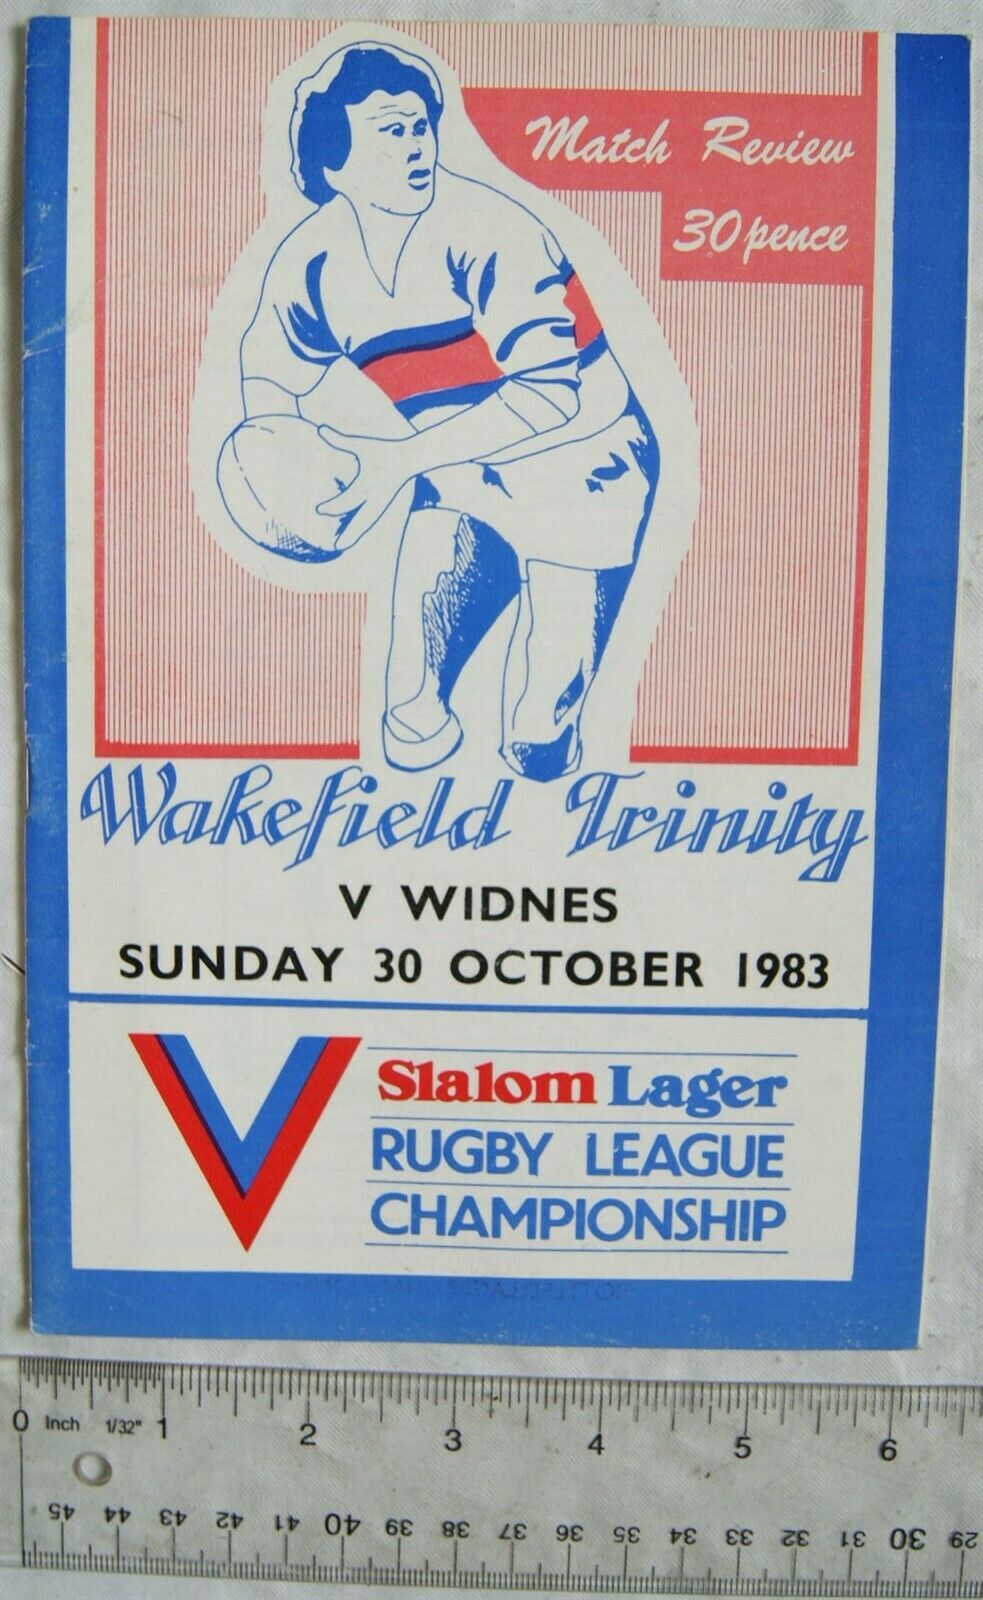 Match Review
30 pence
Wakefield Trinity
V WIDNES
SUNDAY 30 OCTOBER 1983
Slalom Lager
RUGBY LEAGUE
CHAMPIONSHIP
0 Inch 1/32" 1 2 3 4 5 6
45 44 43 42 41 40 39 38 37 36 35 34 33 32 31 30 29